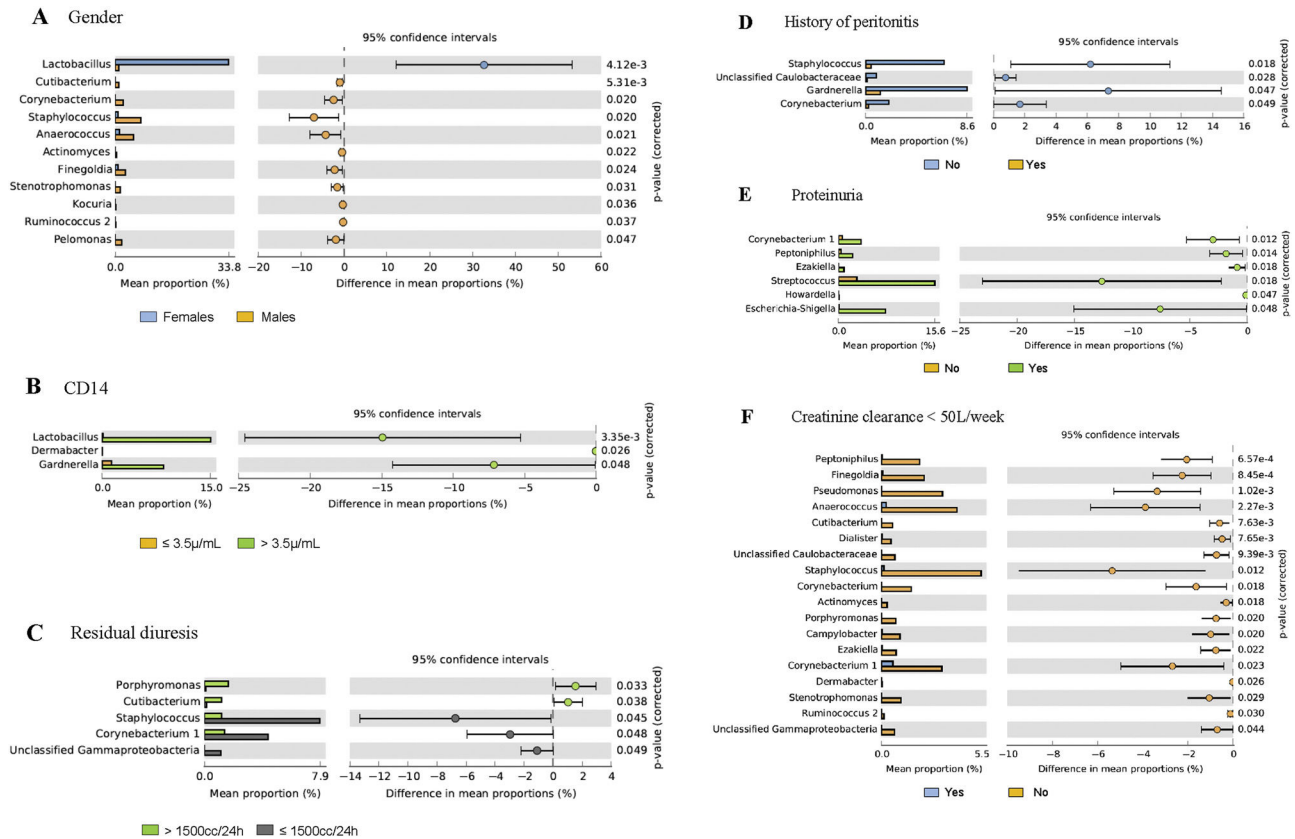 A Gender
95% confidence intervals
Lactobacillus 4.12e-3
Cutibacterium 5.31e-3
Corynebacterium 0.020
Staphylococcus 0.020
Anaerococcus 0.021
Actinomyces 0.022
Finegoldia 0.024
Stenotrophomonas 0.031
Kocuria 0.036
Ruminococcus 2 0.037
Pelomonas 0.047
p-value (corrected)
0.0 33.8 −20 −10 0 10 20 30 40 50 60
Mean proportion (%) Difference in mean proportions (%)
Females Males
B CD14
95% confidence intervals
Lactobacillus 3.35e-3
Dermabacter 0.026
Gardnerella 0.048
p-value (corrected)
0.0 15.0 −25 −20 −15 −10 −5 0
Mean proportion (%) Difference in mean proportions (%)
≤ 3.5µ/mL > 3.5µ/mL
C Residual diuresis
95% confidence intervals
Porphyromonas 0.033
Cutibacterium 0.038
Staphylococcus 0.045
Corynebacterium 1 0.048
Unclassified Gammaproteobacteria 0.049
p-value (corrected)
0.0 7.9 −14 −12 −10 −8 −6 −4 −2 0 2 4
Mean proportion (%) Difference in mean proportions (%)
> 1500cc/24h ≤ 1500cc/24h
D History of peritonitis
95% confidence intervals
Staphylococcus 0.018
Unclassified Caulobacteraceae 0.028
Gardnerella 0.047
Corynebacterium 0.049
p-value (corrected)
0.0 8.6 0 2 4 6 8 10 12 14 16
Mean proportion (%) Difference in mean proportions (%)
No Yes
E Proteinuria
95% confidence intervals
Corynebacterium 1 0.012
Peptoniphilus 0.014
Ezakiella 0.018
Streptococcus 0.018
Howardella 0.047
Escherichia-Shigella 0.048
p-value (corrected)
0.0 15.6 −25 −20 −15 −10 −5 0
Mean proportion (%) Difference in mean proportions (%)
No Yes
F Creatinine clearance < 50L/week
95% confidence intervals
Peptoniphilus 6.57e-4
Finegoldia 8.45e-4
Pseudomonas 1.02e-3
Anaerococcus 2.27e-3
Cutibacterium 7.63e-3
Dialister 7.65e-3
Unclassified Caulobacteraceae 9.39e-3
Staphylococcus 0.012
Corynebacterium 0.018
Actinomyces 0.018
Porphyromonas 0.020
Campylobacter 0.020
Ezakiella 0.022
Corynebacterium 1 0.023
Dermabacter 0.026
Stenotrophomonas 0.029
Ruminococcus 2 0.030
Unclassified Gammaproteobacteria 0.044
p-value (corrected)
0.0 5.5 −10 −8 −6 −4 −2 0
Mean proportion (%) Difference in mean proportions (%)
Yes No